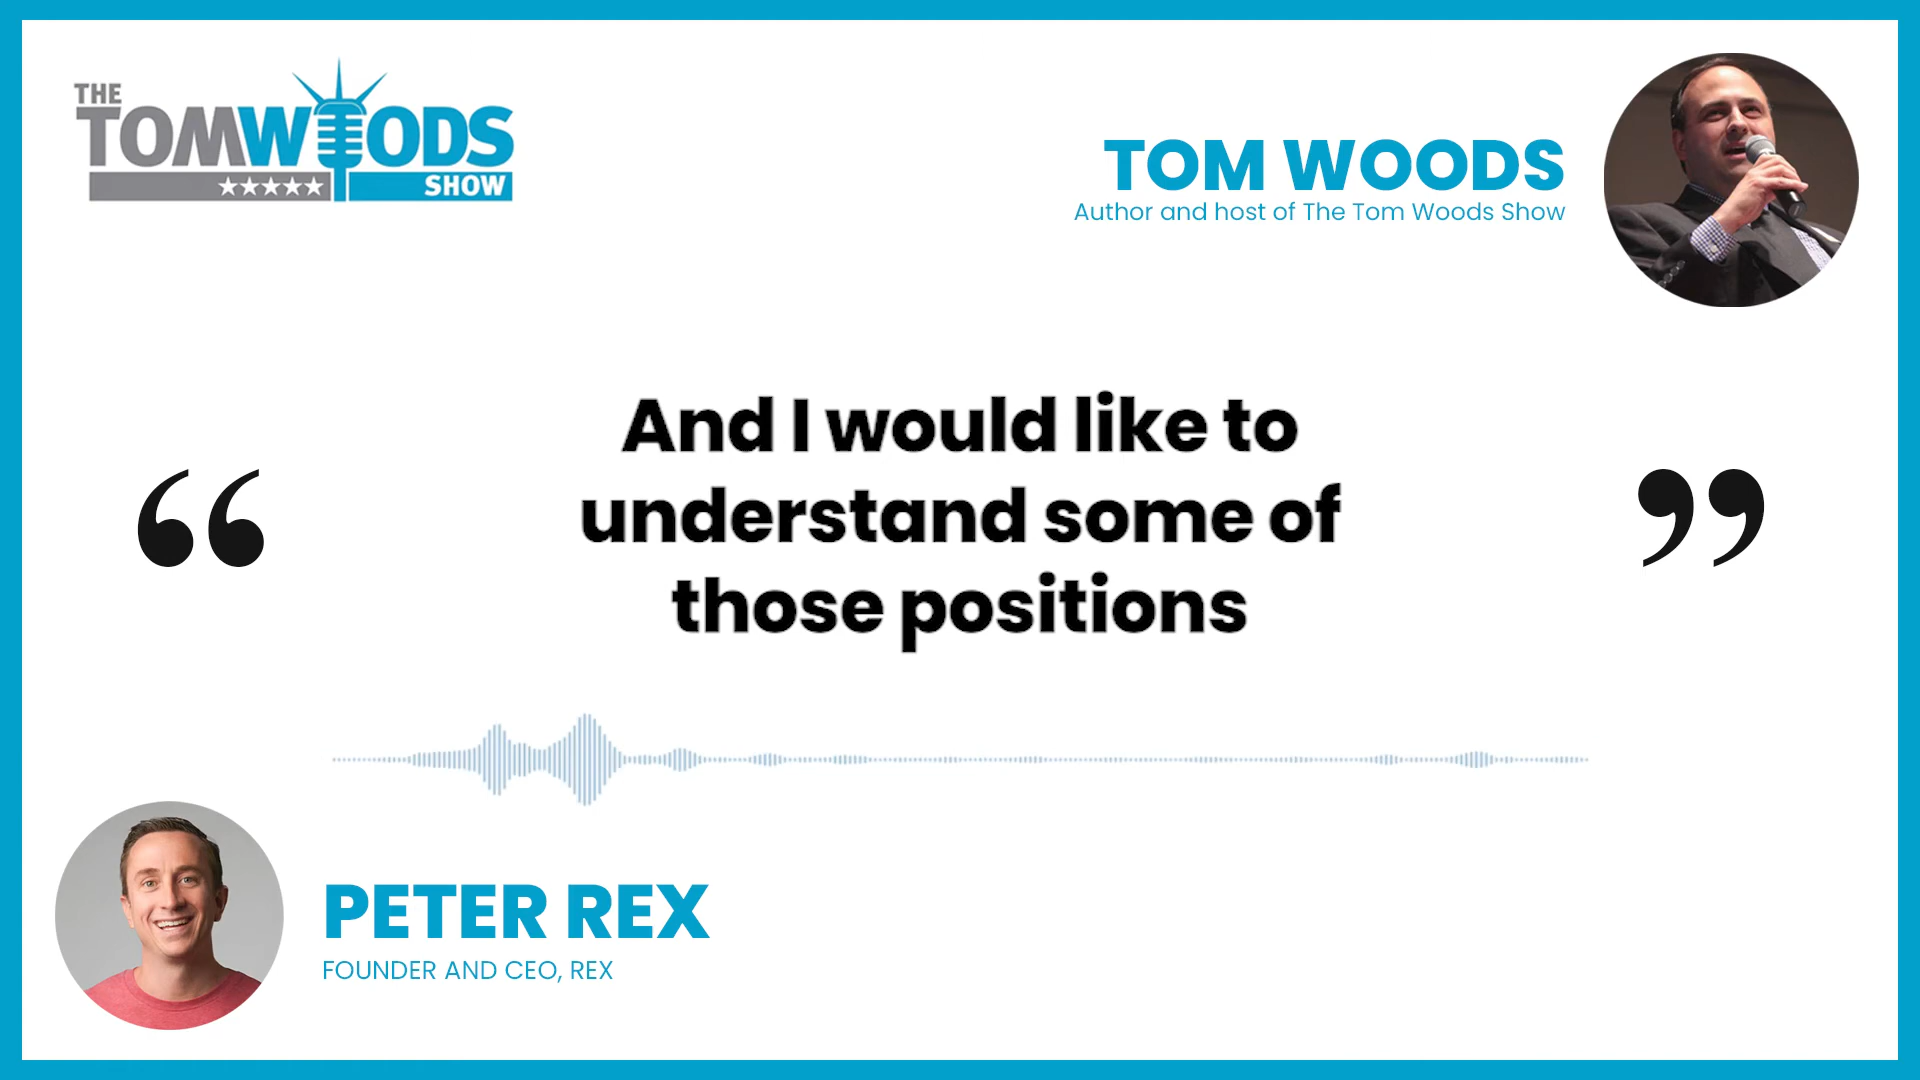 THE
TOMWOODS
SHOW
TOM WOODS
Author and host of The Tom Woods Show
And I would like to
understand some of
those positions
PETER REX
FOUNDER AND CEO, REX